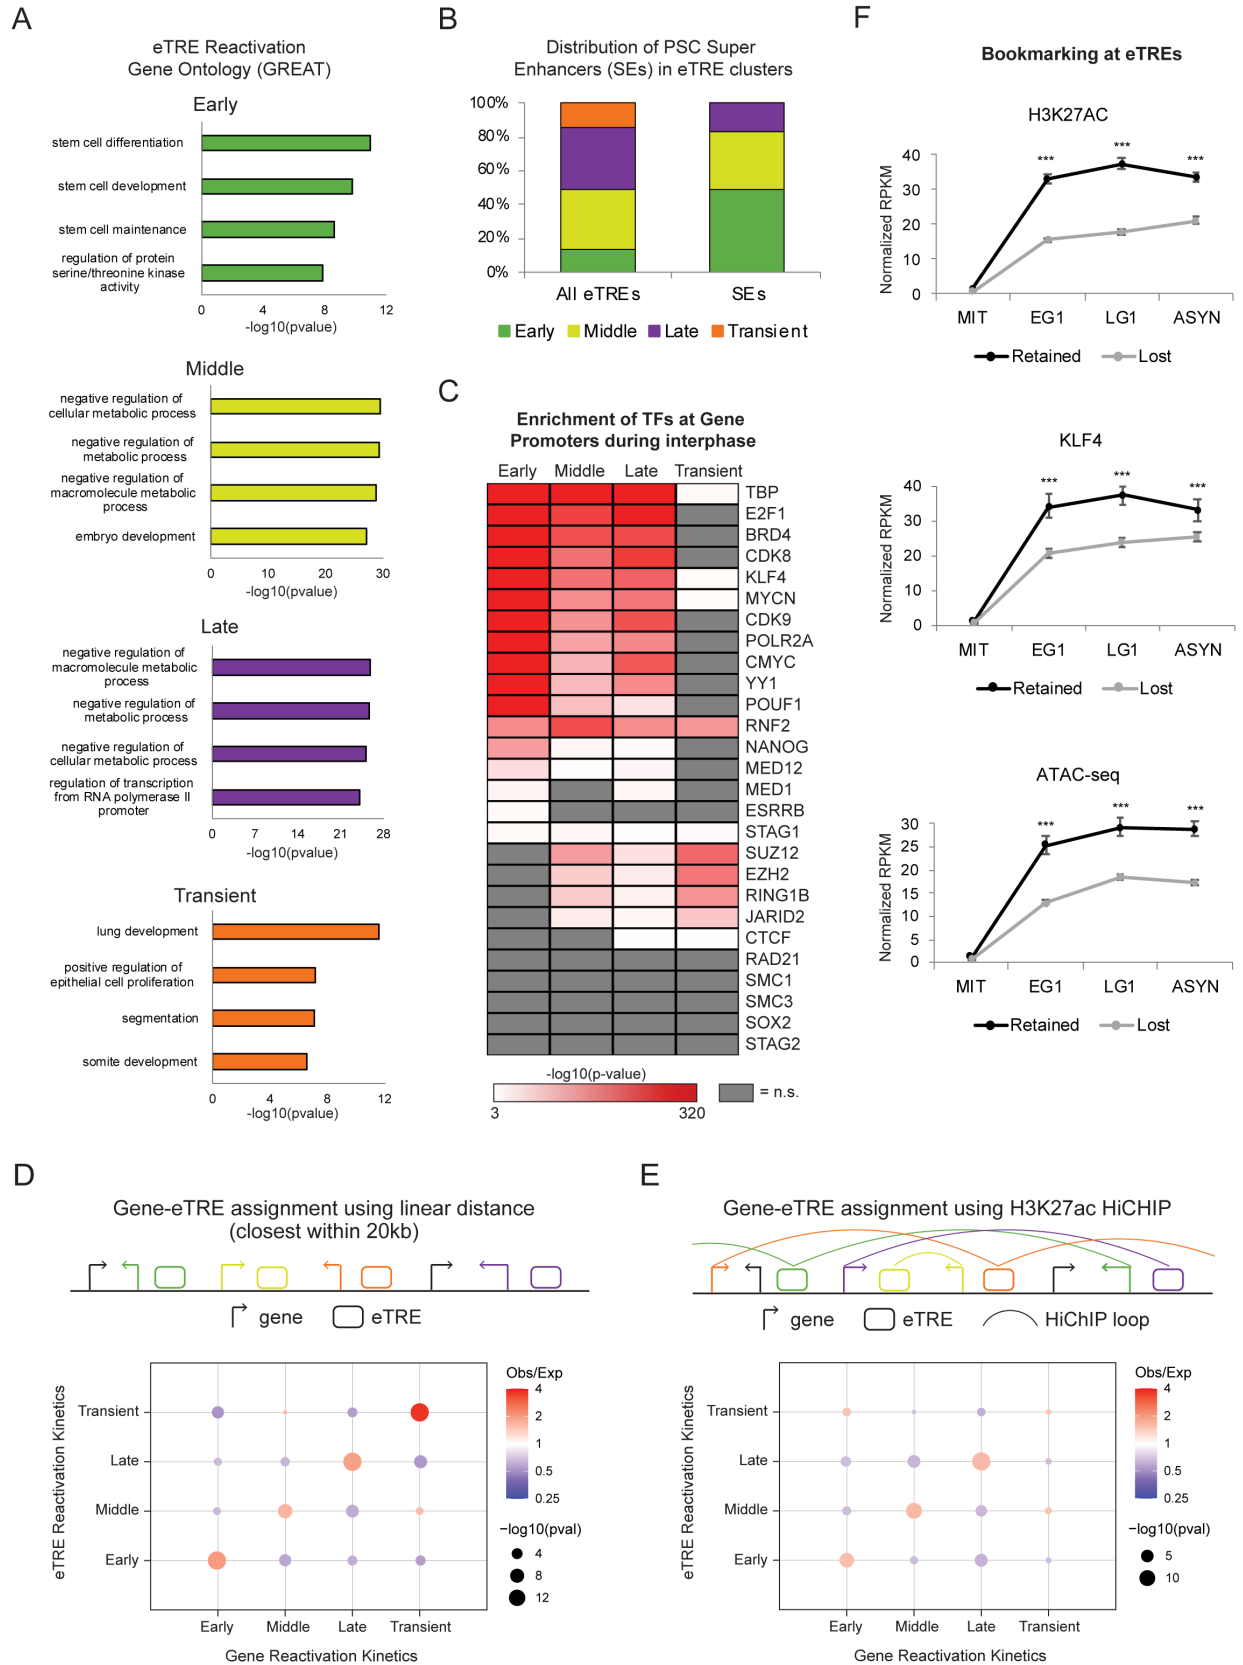 A
eTRE Reactivation
Gene Ontology (GREAT)
Early
stem cell differentiation
stem cell development
stem cell maintenance
regulation of protein
serine/threonine kinase
activity
0 4 8 12
-log10(pvalue)
Middle
negative regulation of
cellular metabolic process
negative regulation of
metabolic process
negative regulation of
macromolecule metabolic
process
embryo development
0 10 20 30
-log10(pvalue)
Late
negative regulation of
macromolecule metabolic
process
negative regulation of
metabolic process
negative regulation of
cellular metabolic process
regulation of transcription
from RNA polymerase II
promoter
0 7 14 21 28
-log10(pvalue)
Transient
lung development
positive regulation of
epithelial cell proliferation
segmentation
somite development
0 4 8 12
-log10(pvalue)
B
Distribution of PSC Super
Enhancers (SEs) in eTRE clusters
100%
80%
60%
40%
20%
0%
All eTREs SEs
Early Middle Late Transient
C
Enrichment of TFs at Gene
Promoters during interphase
Early Middle Late Transient
TBP
E2F1
BRD4
CDK8
KLF4
MYCN
CDK9
POLR2A
CMYC
YY1
POUF1
RNF2
NANOG
MED12
MED1
ESRRB
STAG1
SUZ12
EZH2
RING1B
JARID2
CTCF
RAD21
SMC1
SMC3
SOX2
STAG2
-log10(p-value)
3 320
= n.s.
F
Bookmarking at eTREs
H3K27AC
Normalized RPKM
40
30
20
10
0
*** *** ***
MIT EG1 LG1 ASYN
Retained Lost
KLF4
Normalized RPKM
40
30
20
10
0
*** *** ***
MIT EG1 LG1 ASYN
Retained Lost
ATAC-seq
Normalized RPKM
30
25
20
15
10
5
0
*** *** ***
MIT EG1 LG1 ASYN
Retained Lost
D
Gene-eTRE assignment using linear distance
(closest within 20kb)
gene eTRE
eTRE Reactivation Kinetics
Transient
Late
Middle
Early
Early Middle Late Transient
Gene Reactivation Kinetics
Obs/Exp
4
2
1
0.5
0.25
−log10(pval)
4
8
12
E
Gene-eTRE assignment using H3K27ac HiCHIP
gene eTRE HiChIP loop
eTRE Reactivation Kinetics
Transient
Late
Middle
Early
Early Middle Late Transient
Gene Reactivation Kinetics
Obs/Exp
4
2
1
0.5
0.25
−log10(pval)
5
10